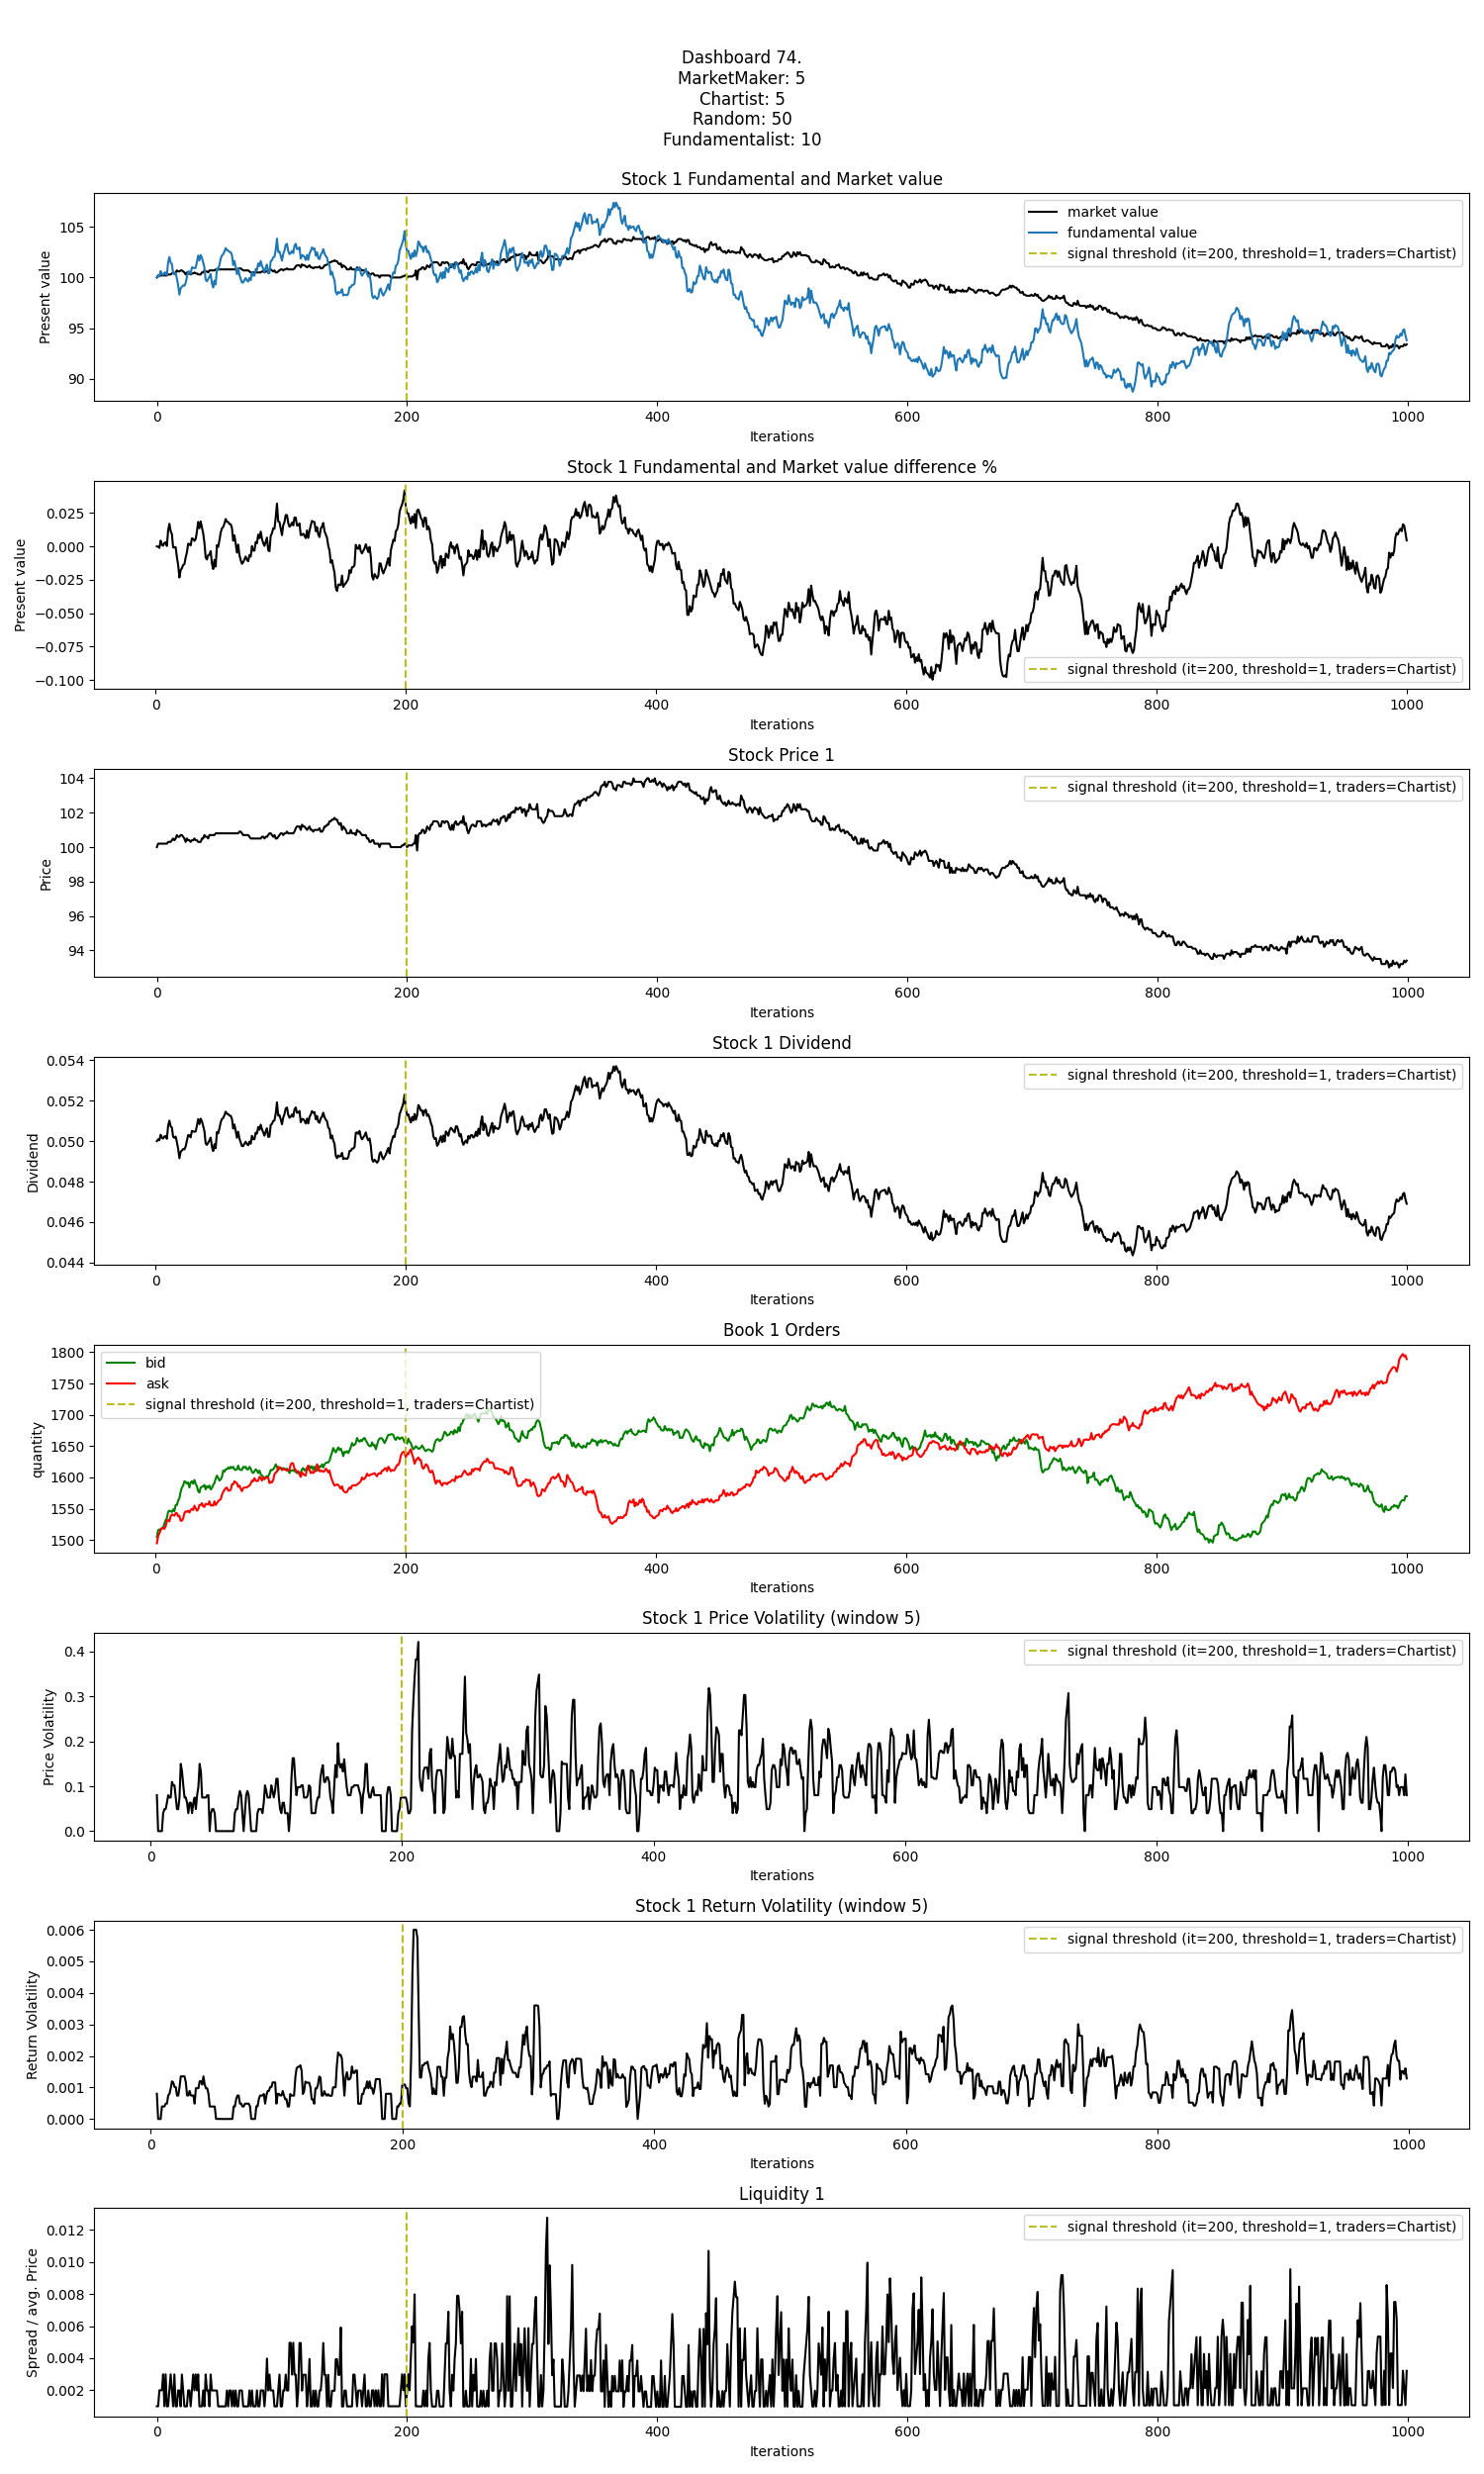 Dashboard 74.
MarketMaker: 5
Chartist: 5
Random: 50
Fundamentalist: 10
Stock 1 Fundamental and Market value
Present value
105
100
95
90
market value
fundamental value
signal threshold (it=200, threshold=1, traders=Chartist)
0 200 400 600 800 1000
Iterations
Stock 1 Fundamental and Market value difference %
Present value
0.025
0.000
−0.025
−0.050
−0.075
−0.100
signal threshold (it=200, threshold=1, traders=Chartist)
0 200 400 600 800 1000
Iterations
Stock Price 1
Price
104
102
100
98
96
94
signal threshold (it=200, threshold=1, traders=Chartist)
0 200 400 600 800 1000
Iterations
Stock 1 Dividend
Dividend
0.054
0.052
0.050
0.048
0.046
0.044
signal threshold (it=200, threshold=1, traders=Chartist)
0 200 400 600 800 1000
Iterations
Book 1 Orders
quantity
1800
1750
1700
1650
1600
1550
1500
bid
ask
signal threshold (it=200, threshold=1, traders=Chartist)
0 200 400 600 800 1000
Iterations
Stock 1 Price Volatility (window 5)
Price Volatility
0.4
0.3
0.2
0.1
0.0
signal threshold (it=200, threshold=1, traders=Chartist)
0 200 400 600 800 1000
Iterations
Stock 1 Return Volatility (window 5)
Return Volatility
0.006
0.005
0.004
0.003
0.002
0.001
0.000
signal threshold (it=200, threshold=1, traders=Chartist)
0 200 400 600 800 1000
Iterations
Liquidity 1
Spread / avg. Price
0.012
0.010
0.008
0.006
0.004
0.002
signal threshold (it=200, threshold=1, traders=Chartist)
0 200 400 600 800 1000
Iterations